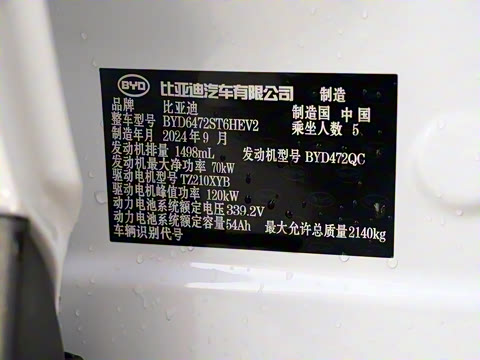 BYD 比亚迪汽车有限公司 制造
品牌 比亚迪 制造国 中国
整车型号 BYD6472ST6HEV2 乘坐人数 5
制造年月 2024年9月
发动机排量 1498mL 发动机型号 BYD472QC
发动机最大净功率 70kW
驱动电机型号 TZ210XYB
驱动电机峰值功率 120kW
动力电池系统额定电压 339.2V
动力电池系统额定容量 54Ah 最大允许总质量 2140kg
车辆识别代号